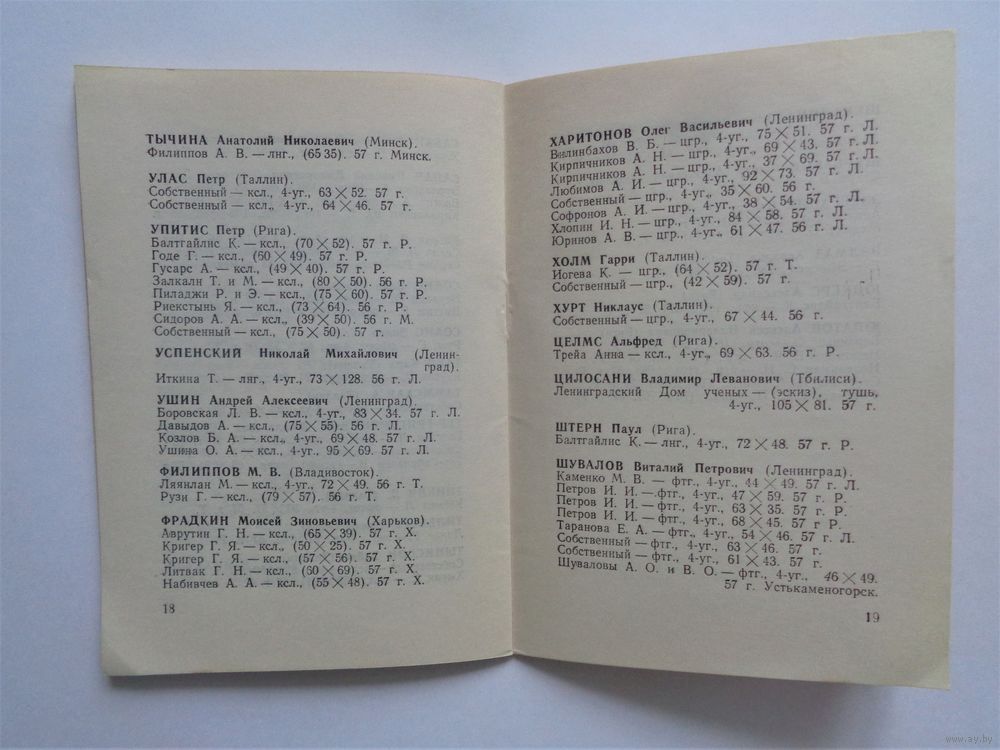 ТЫЧИНА Анатолий Николаевич (Минск).
Филиппов А. В. — лнг., (65 35). 57 г. Минск.
УЛАС Петр (Таллин).
Собственный — ксл., 4-уг., 63 × 52. 57 г.
Собственный — ксл., 4-уг., 64 × 46. 57 г.
УПИТИС Петр (Рига).
Балтгайлис К. — ксл., (70 × 52). 57 г. Р.
Годе Г. — ксл., (60 × 49). 57 г. Р.
Гусарс А. — ксл., (49 × 40). 57 г. Р.
Залкалн Т. и М. — ксл., (80 × 50). 56 г. Р.
Пиладжи Р. и Э. — ксл., (75 × 60). 57 г. Р.
Риекстынь Я. — ксл., (73 × 64). 56 г. Р.
Сидоров А. А. — ксл., (39 × 50). 56 г. М.
Собственный — ксл., (75 × 50). 57 г.
УСПЕНСКИЙ Николай Михайлович (Ленин-
град).
Иткина Т. — лнг., 4-уг., 73 × 128. 56 г. Л.
УШИН Андрей Алексеевич (Ленинград).
Боровская Л. В. — ксл., 4-уг., 83 × 34. 57 г. Л.
Давыдов А. — ксл., (75 × 55). 56 г. Л.
Козлов Б. А. — ксл., 4-уг., 69 × 48. 57 г. Л.
Ушина О. А. — ксл., 4-уг., 95 × 69. 57 г. Л.
ФИЛИППОВ М. В. (Владивосток).
Ляянлан М. — ксл., 4-уг., 72 × 49. 56 г. Т.
Рузи Г. — ксл., (79 × 57). 56 г. Т.
ФРАДКИН Моисей Зиновьевич (Харьков).
Аврутин Г. Н. — ксл., (65 × 39). 57 г. Х.
Кригер Г. Я. — ксл., (50 × 25). 57 г. Х.
Кригер Г. Я. — ксл., (57 × 56). 57 г. Х.
Литвак Г. Н. — ксл., (50 × 69). 57 г. Х.
Набивчев А. А. — ксл., (55 × 48). 57 г. Х.
18
ХАРИТОНОВ Олег Васильевич (Ленинград).
Вилинбахов В. Б. — цгр., 4-уг., 75 × 51. 57 г. Л.
Кирпичников А. Н. — цгр., 4-уг., 69 × 43. 57 г. Л.
Кирпичников А. Н. — цгр., 4-уг., 37 × 69. 57 г. Л.
Любимов А. И. — цгр., 4-уг., 92 × 73. 57 г. Л.
Собственный — цгр., 4-уг., 35 × 60. 56 г.
Софронов А. И. — цгр., 4-уг., 38 × 54. 57 г. Л.
Хлопин И. Н. — цгр., 4-уг., 84 × 58. 57 г. Л.
Юринов А. В. — цгр., 4-уг., 61 × 47. 56 г. Л.
ХОЛМ Гарри (Таллин).
Иогева К. — цгр., (64 × 52). 57 г. Т.
Собственный — цгр., (42 × 59). 57 г.
ХУРТ Никлаус (Таллин).
Собственный — цгр., 4-уг., 67 × 44. 56 г.
ЦЕЛМС Альфред (Рига).
Трейа Анна — ксл., 4-уг., 69 × 63. 56 г. Р.
ЦИЛОСАНИ Владимир Леванович (Тбилиси).
Ленинградский Дом ученых — (эскиз), тушь,
4-уг., 105 × 81. 57 г.
ШТЕРН Паул (Рига).
Балтгайлис К. — лнг., 4-уг., 72 × 48. 57 г. Р.
ШУВАЛОВ Виталий Петрович (Ленинград).
Каменко М. В. — фтг., 4-уг., 44 × 49. 57 г. Л.
Петров И. И. — фтг., 4-уг., 47 × 59. 57 г. Р.
Петров И. И. — фтг., 4-уг., 63 × 35. 57 г. Р.
Петров И. И. — фтг., 4-уг., 68 × 45. 57 г Р.
Таранова Е. А. — фтг., 4-уг., 54 × 46. 57 г. Л.
Собственный — фтг., 4-уг., 63 × 46. 57 г.
Собственный — фтг., 4-уг., 61 × 43. 57 г.
Шуваловы А. О. и В. О. — фтг., 4-уг., 46 × 49.
57 г. Устькаменогорск.
19
www.ay.by